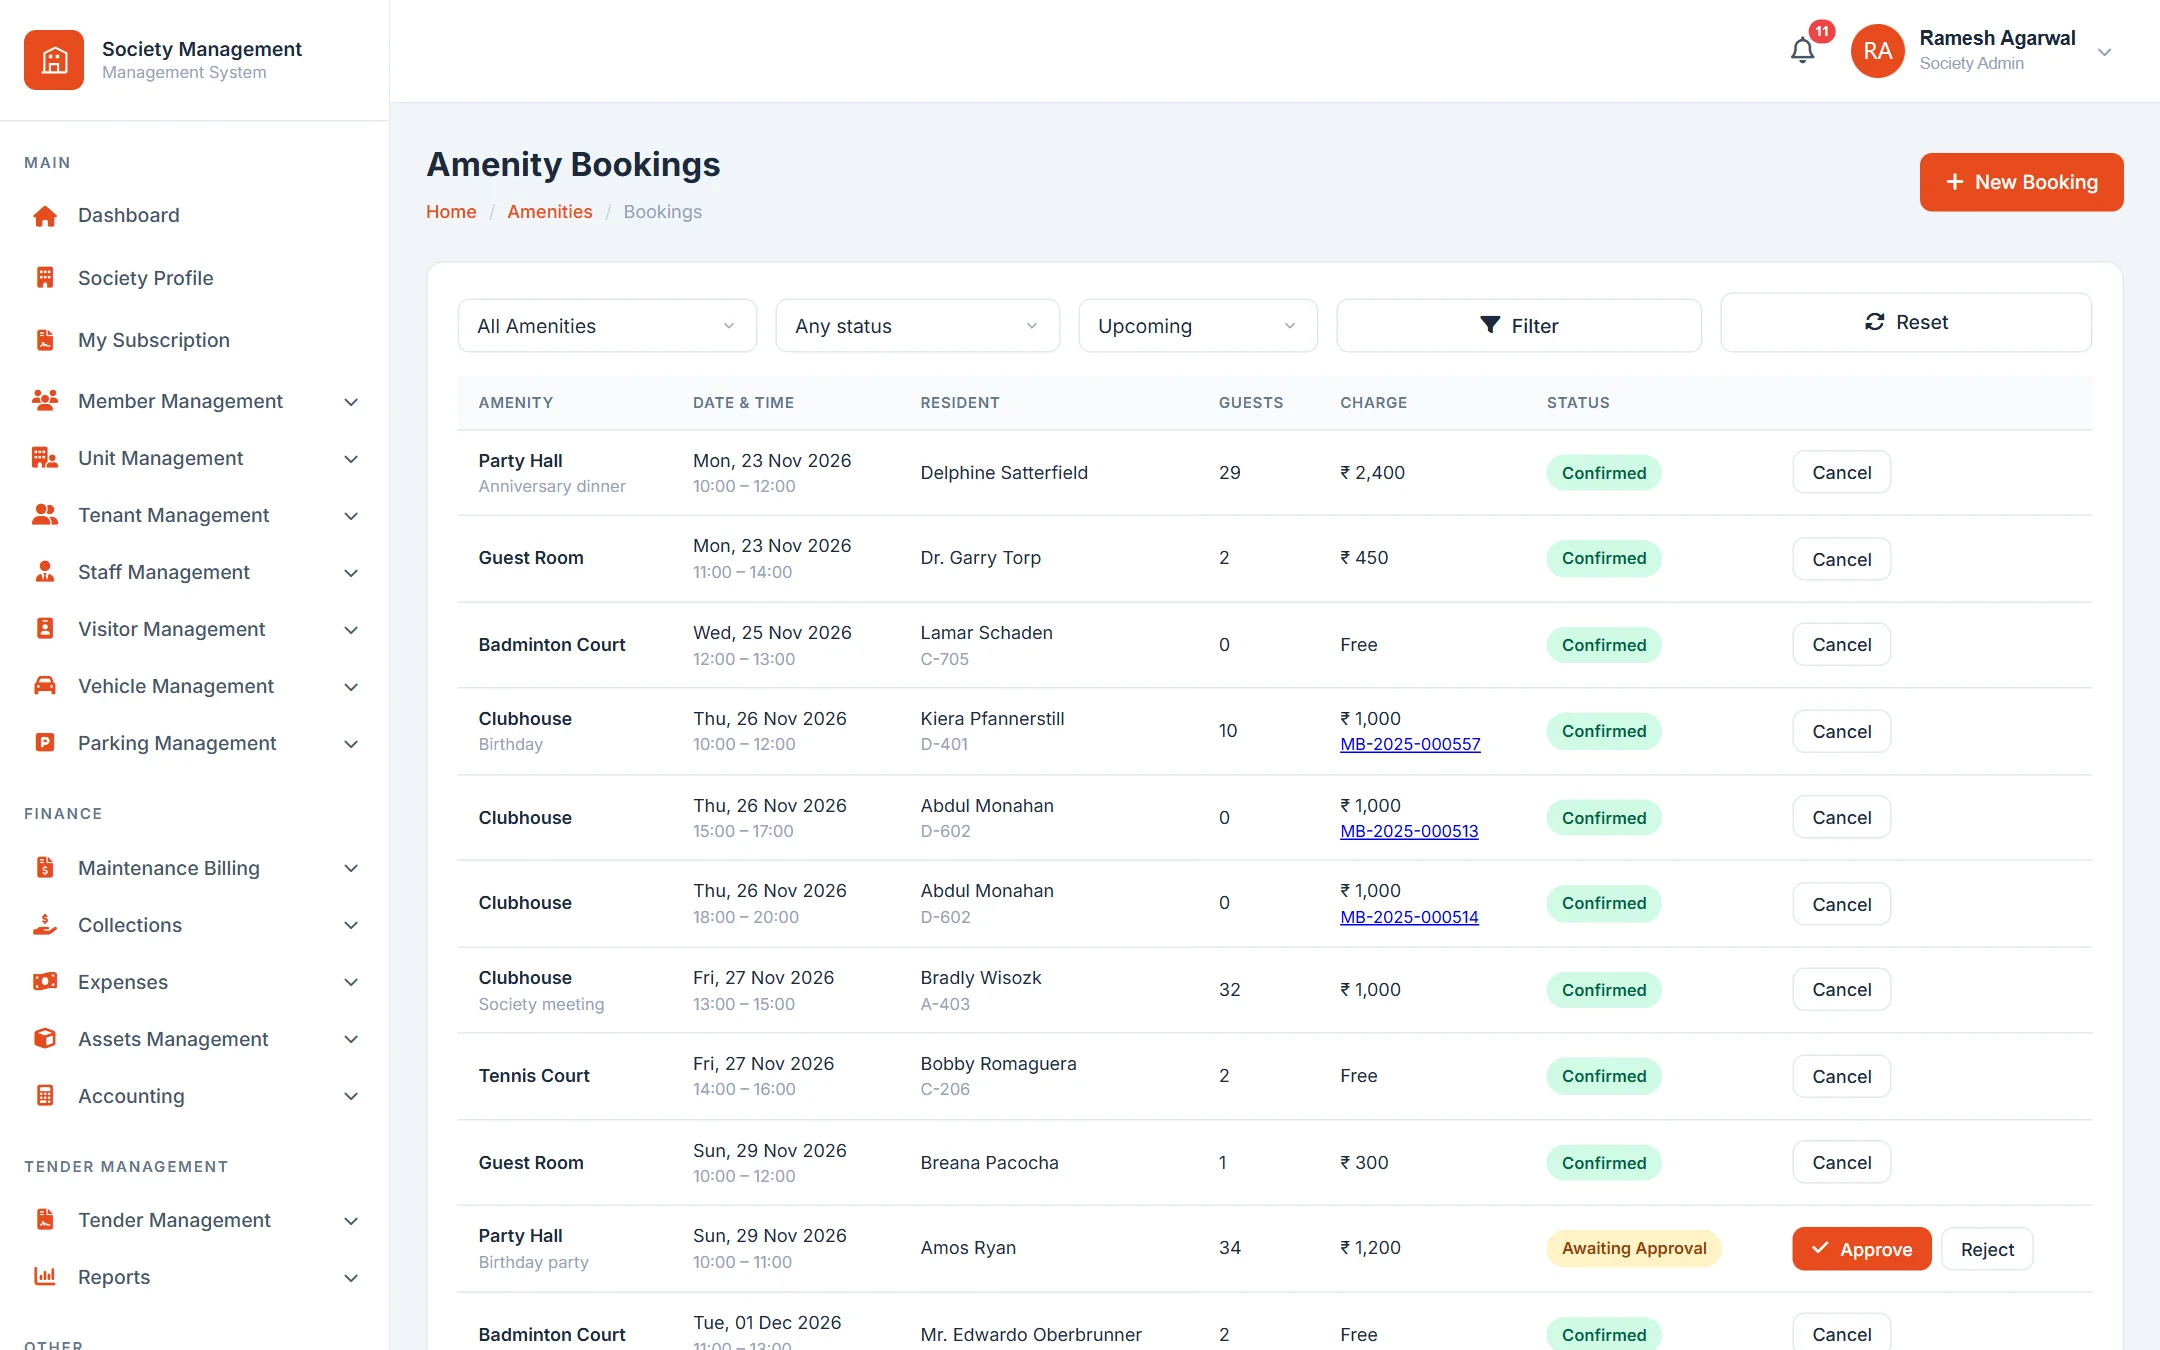 Society Management
Management System
11
RA
Ramesh Agarwal
Society Admin
MAIN
Dashboard
Society Profile
My Subscription
Member Management
Unit Management
Tenant Management
Staff Management
Visitor Management
Vehicle Management
Parking Management
FINANCE
Maintenance Billing
Collections
Expenses
Assets Management
Accounting
TENDER MANAGEMENT
Tender Management
Reports
OTHER
Amenity Bookings
Home / Amenities / Bookings
+ New Booking
All Amenities
Any status
Upcoming
Filter
Reset
AMENITY DATE & TIME RESIDENT GUESTS CHARGE STATUS
Party Hall Mon, 23 Nov 2026 Delphine Satterfield 29 ₹ 2,400 Confirmed Cancel
Anniversary dinner 10:00 – 12:00
Guest Room Mon, 23 Nov 2026 Dr. Garry Torp 2 ₹ 450 Confirmed Cancel
11:00 – 14:00
Badminton Court Wed, 25 Nov 2026 Lamar Schaden 0 Free Confirmed Cancel
12:00 – 13:00 C-705
Clubhouse Thu, 26 Nov 2026 Kiera Pfannerstill 10 ₹ 1,000 Confirmed Cancel
Birthday 10:00 – 12:00 D-401 MB-2025-000557
Clubhouse Thu, 26 Nov 2026 Abdul Monahan 0 ₹ 1,000 Confirmed Cancel
15:00 – 17:00 D-602 MB-2025-000513
Clubhouse Thu, 26 Nov 2026 Abdul Monahan 0 ₹ 1,000 Confirmed Cancel
18:00 – 20:00 D-602 MB-2025-000514
Clubhouse Fri, 27 Nov 2026 Bradly Wisozk 32 ₹ 1,000 Confirmed Cancel
Society meeting 13:00 – 15:00 A-403
Tennis Court Fri, 27 Nov 2026 Bobby Romaguera 2 Free Confirmed Cancel
14:00 – 16:00 C-206
Guest Room Sun, 29 Nov 2026 Breana Pacocha 1 ₹ 300 Confirmed Cancel
10:00 – 12:00
Party Hall Sun, 29 Nov 2026 Amos Ryan 34 ₹ 1,200 Awaiting Approval Approve Reject
Birthday party 10:00 – 11:00
Badminton Court Tue, 01 Dec 2026 Mr. Edwardo Oberbrunner 2 Free Confirmed Cancel
11:00 – 13:00